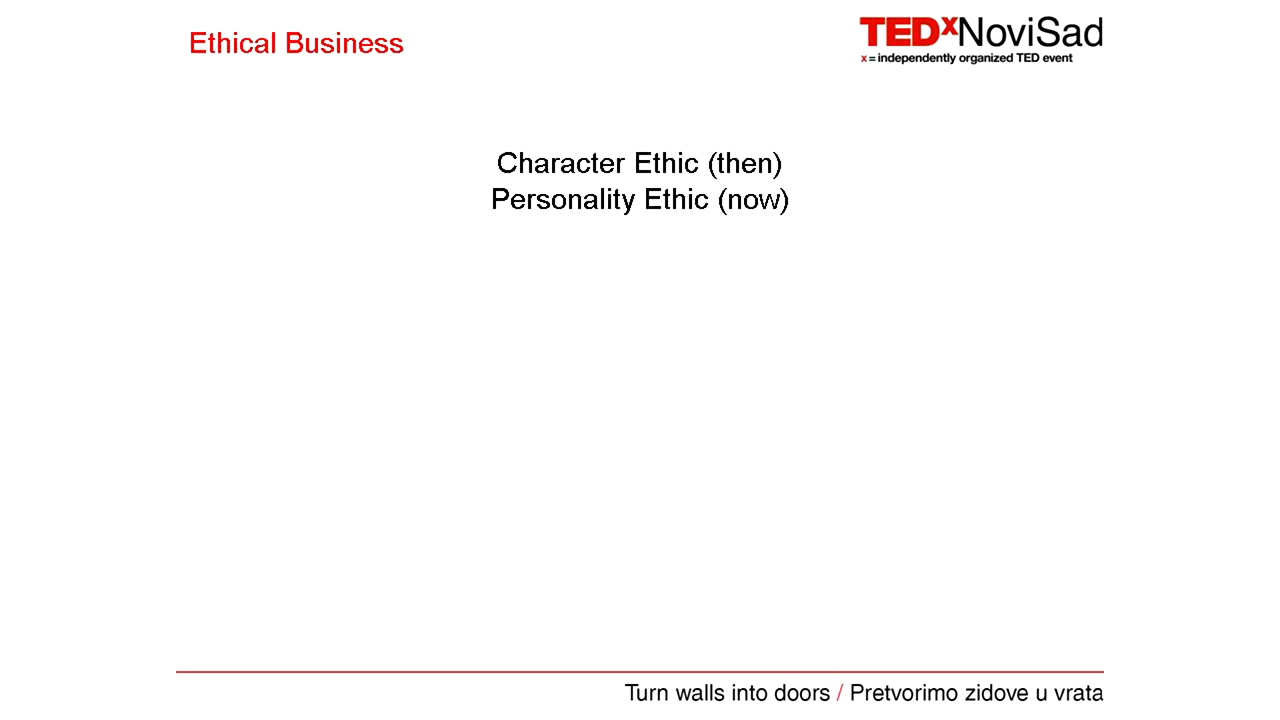 Ethical Business
TEDxNoviSad
x = independently organized TED event
Character Ethic (then)
Personality Ethic (now)
Turn walls into doors / Pretvorimo zidove u vrata